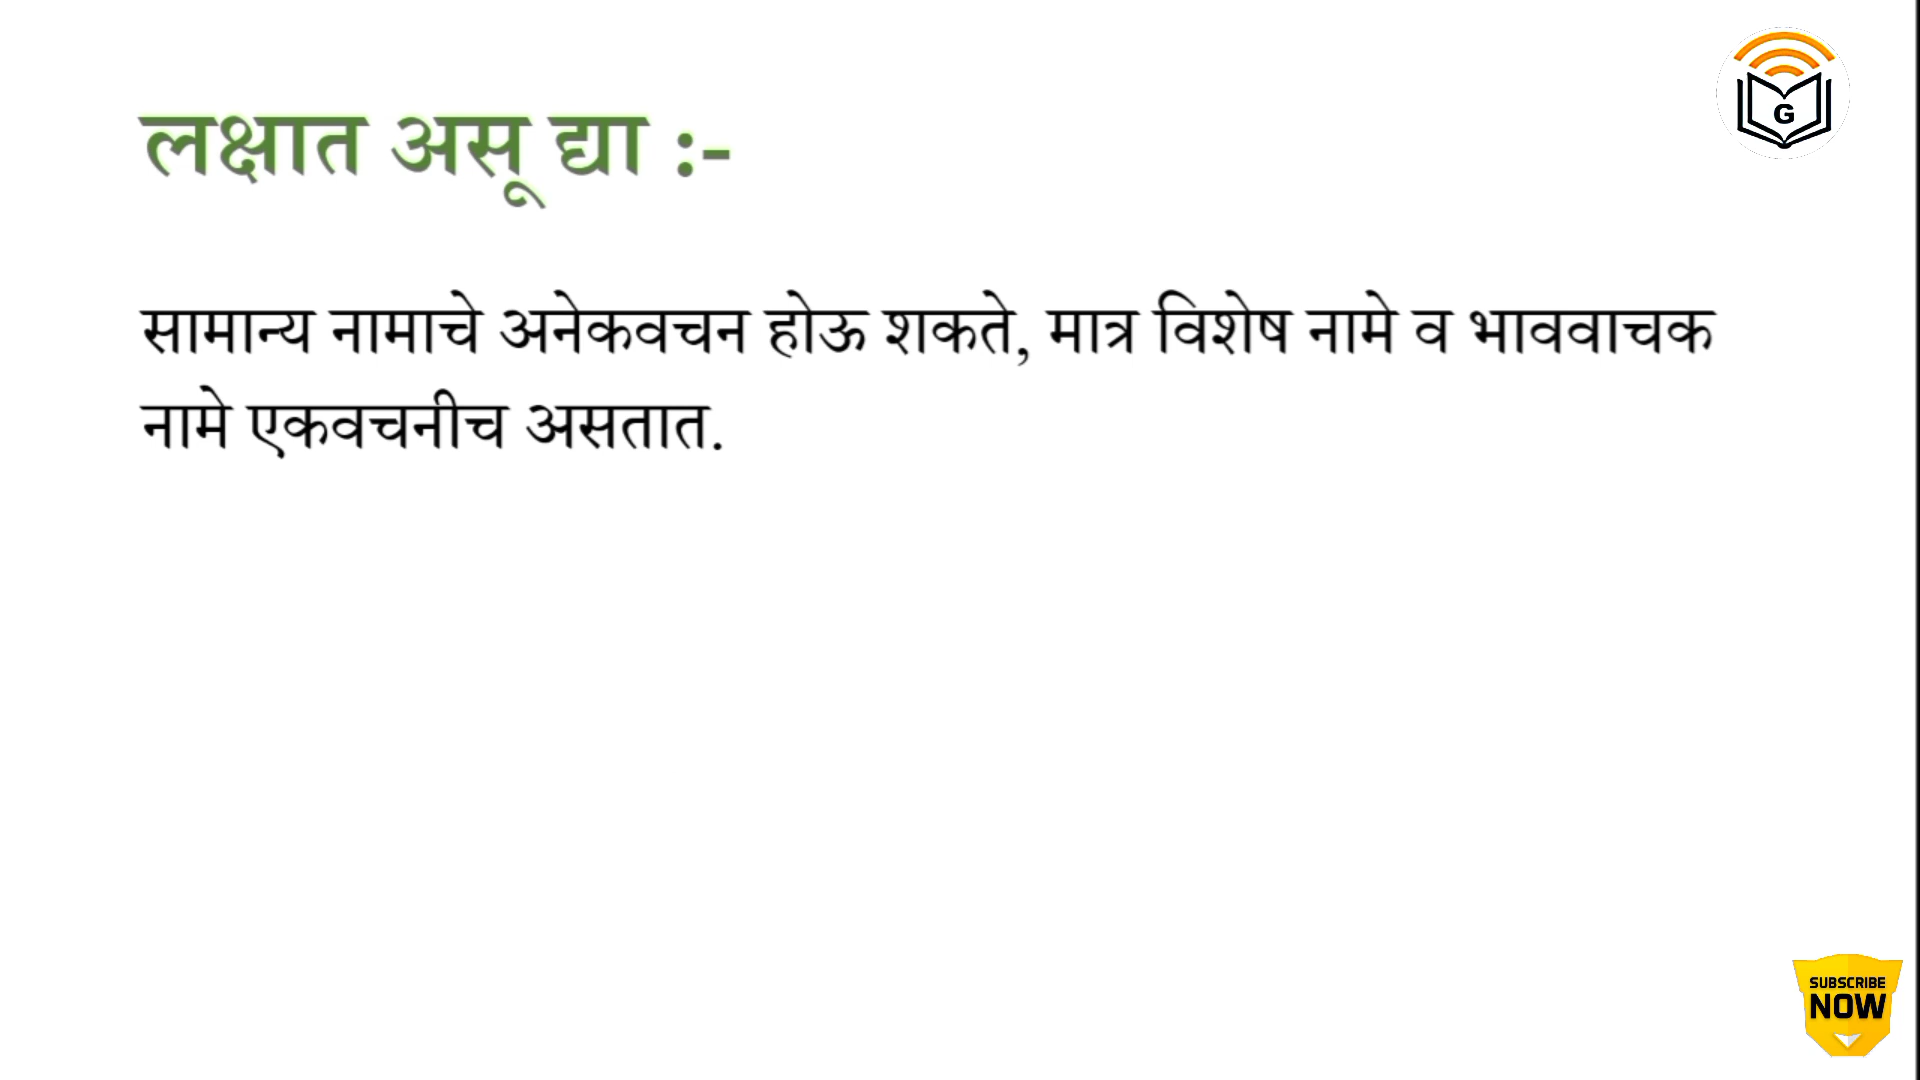 लक्षात असू द्या :-
सामान्य नामाचे अनेकवचन होऊ शकते, मात्र विशेष नामे व भाववाचक
नामे एकवचनीच असतात.
G
SUBSCRIBE
NOW